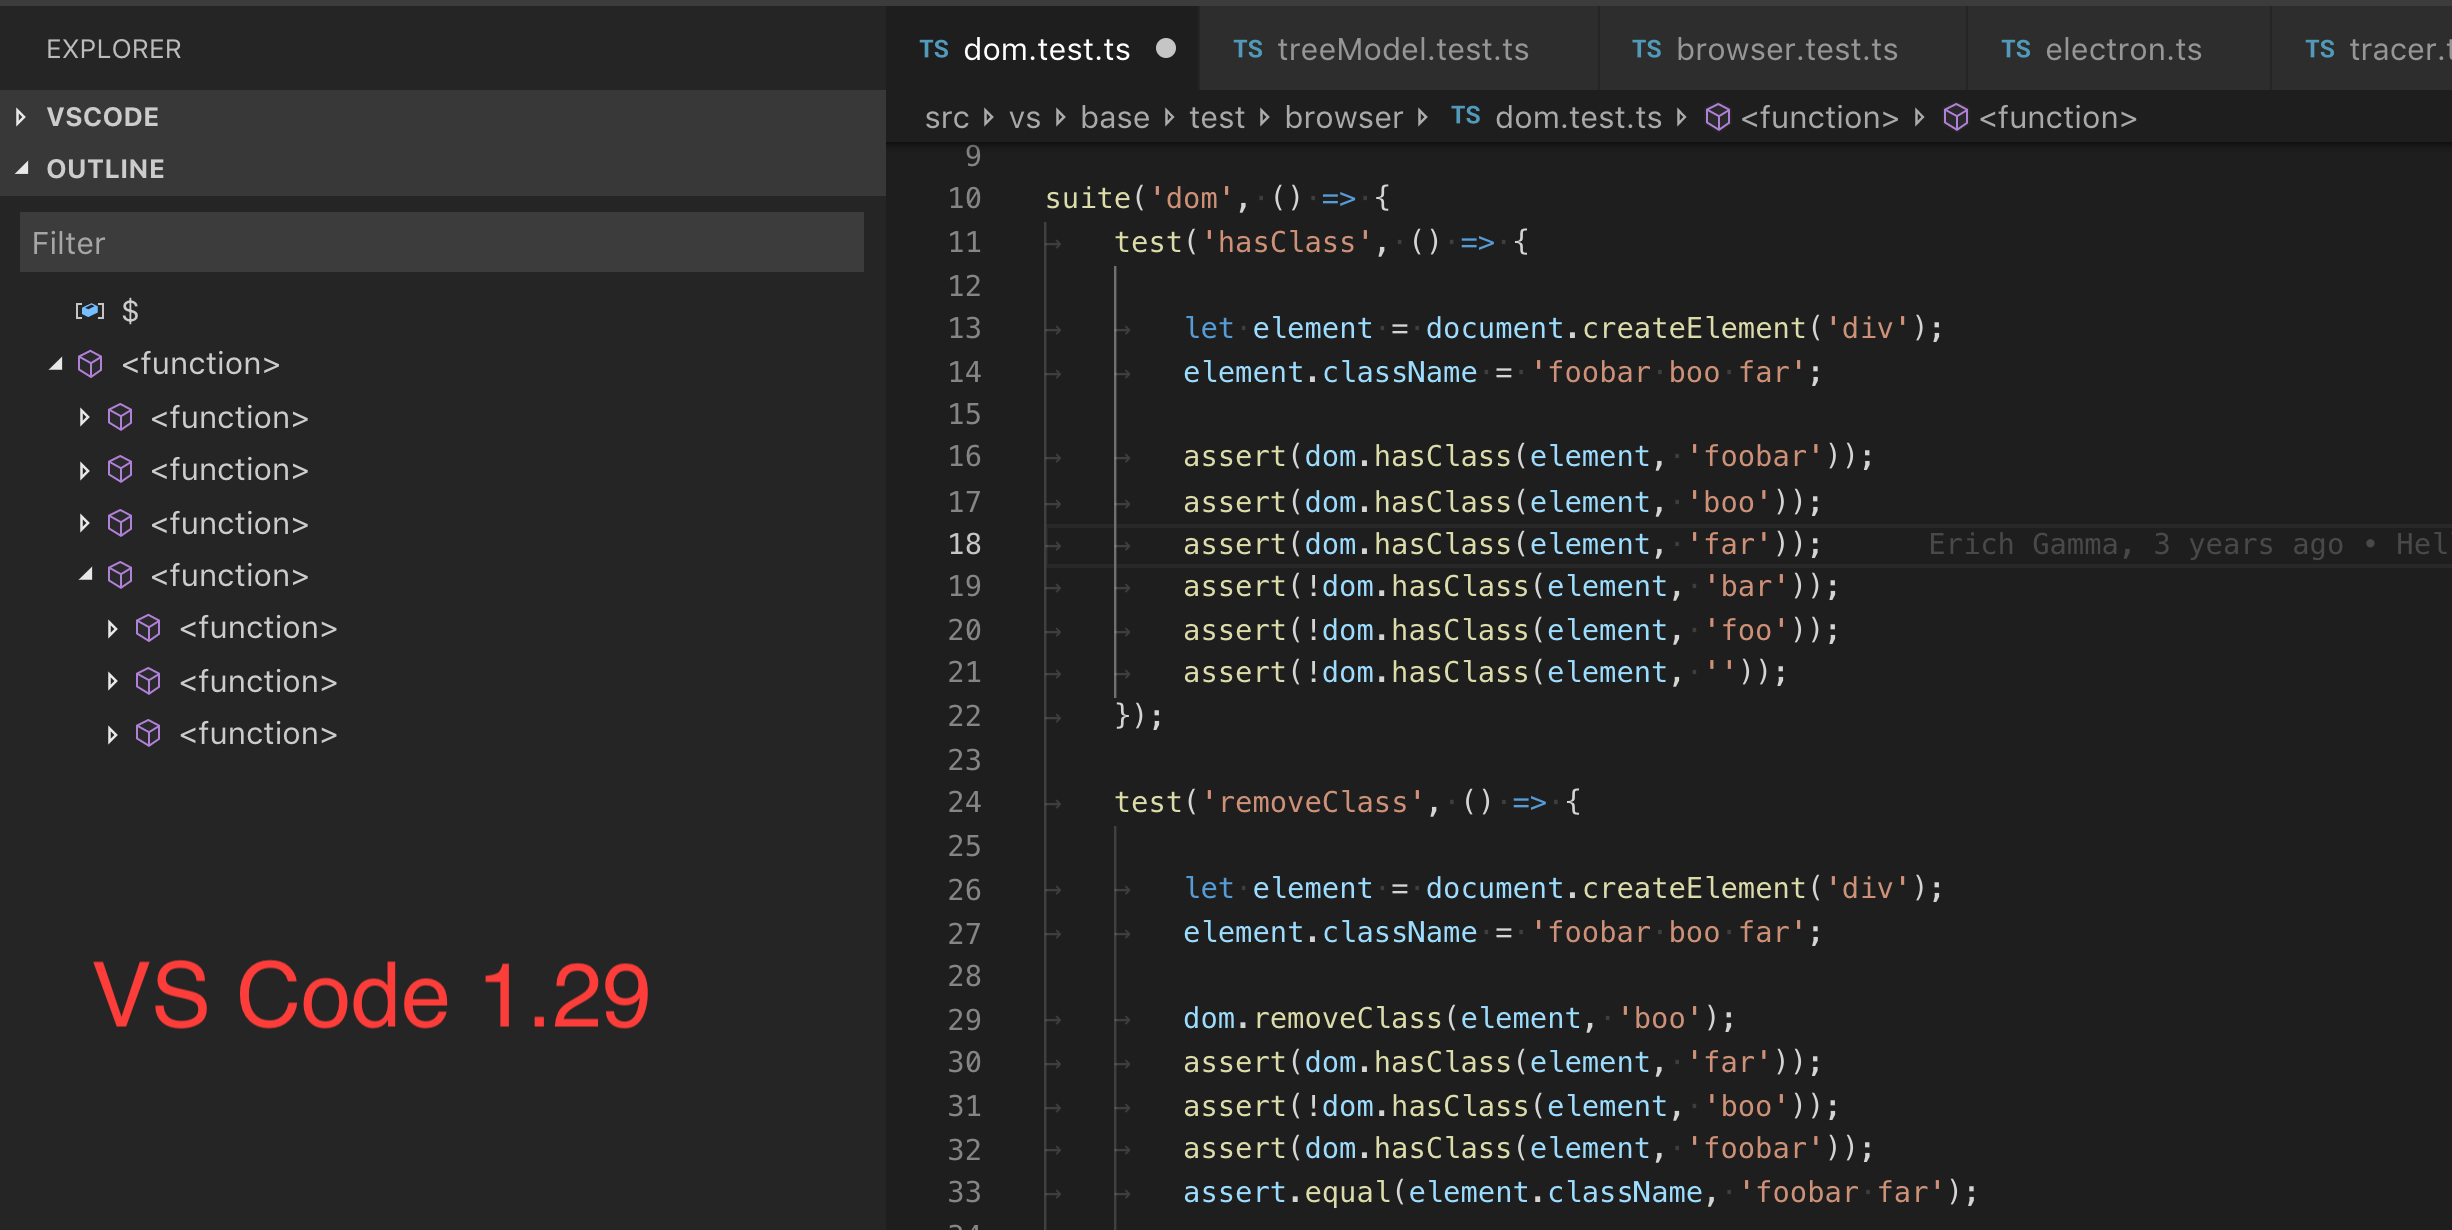 EXPLORER
VSCODE
OUTLINE
Filter
$
<function>
<function>
<function>
<function>
<function>
<function>
<function>
<function>
VS Code 1.29
TS dom.test.ts TS treeModel.test.ts TS browser.test.ts TS electron.ts TS tracer.t
src vs base test browser TS dom.test.ts <function> <function>
9
10 suite('dom', () => {
11 test('hasClass', () => {
12
13 let element = document.createElement('div');
14 element.className = 'foobar boo far';
15
16 assert(dom.hasClass(element, 'foobar'));
17 assert(dom.hasClass(element, 'boo'));
18 assert(dom.hasClass(element, 'far')); Erich Gamma, 3 years ago • Hel
19 assert(!dom.hasClass(element, 'bar'));
20 assert(!dom.hasClass(element, 'foo'));
21 assert(!dom.hasClass(element, ''));
22 });
23
24 test('removeClass', () => {
25
26 let element = document.createElement('div');
27 element.className = 'foobar boo far';
28
29 dom.removeClass(element, 'boo');
30 assert(dom.hasClass(element, 'far'));
31 assert(!dom.hasClass(element, 'boo'));
32 assert(dom.hasClass(element, 'foobar'));
33 assert.equal(element.className, 'foobar far');